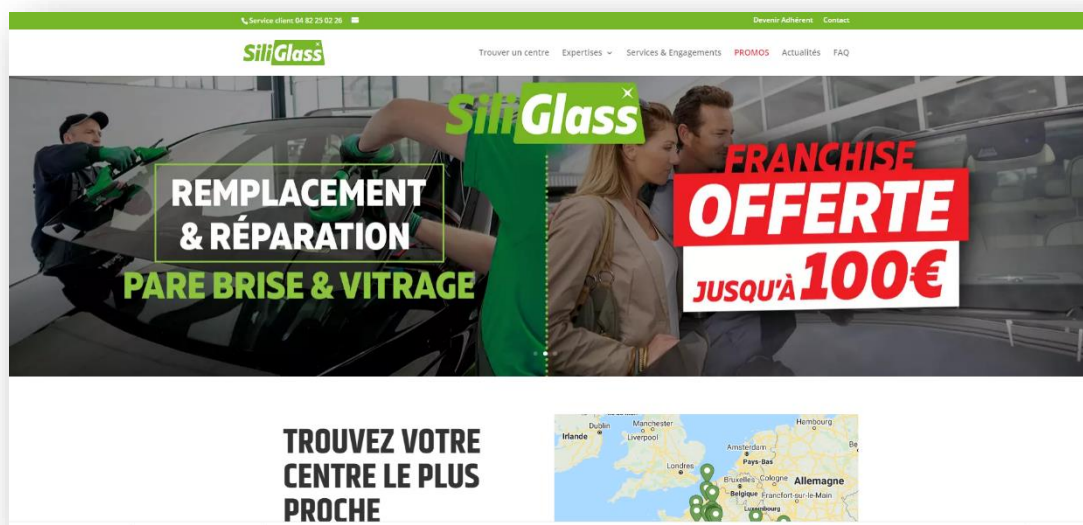 Service client 04 82 25 02 26
Devenir Adhérent Contact
SiliGlass
Trouver un centre Expertises Services & Engagements PROMOS Actualités FAQ
SiliGlass
REMPLACEMENT
& RÉPARATION
PARE BRISE & VITRAGE
FRANCHISE
OFFERTE
JUSQU'À 100€
TROUVEZ VOTRE
CENTRE LE PLUS
PROCHE
Dublin
Manchester
Hambourg
Irlande
Liverpool
Amsterdam
Pays-Bas
Londres
Bruxelles Cologne Allemagne
Belgique Francfort-sur-le-Main
Luxembourg